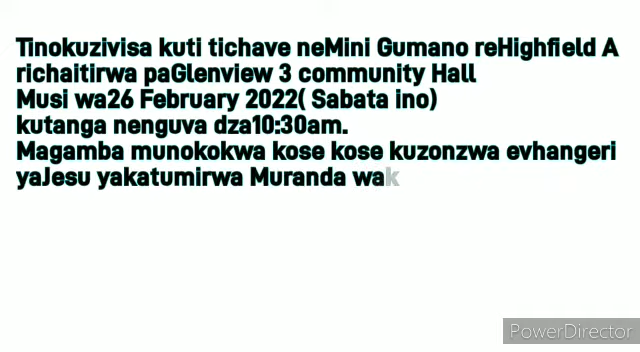 Tinokuzivisa kuti tichave neMini Gumano reHighfield A
richaitirwa paGlenview 3 community Hall
Musi wa26 February 2022( Sabata ino)
kutanga nenguva dza10:30am.
Magamba munokokwa kose kose kuzonzwa evhangeri
yaJesu yakatumirwa Muranda wak
PowerDirector